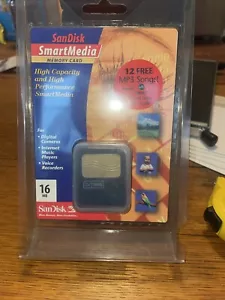 SanDisk
SmartMedia
MEMORY CARD
High Capacity
and High
Performance
SmartMedia
12 FREE
MP3 Songs!
For:
• Digital
Cameras
• Internet
Music
Players
• Voice
Recorders
16
MB
SanDisk